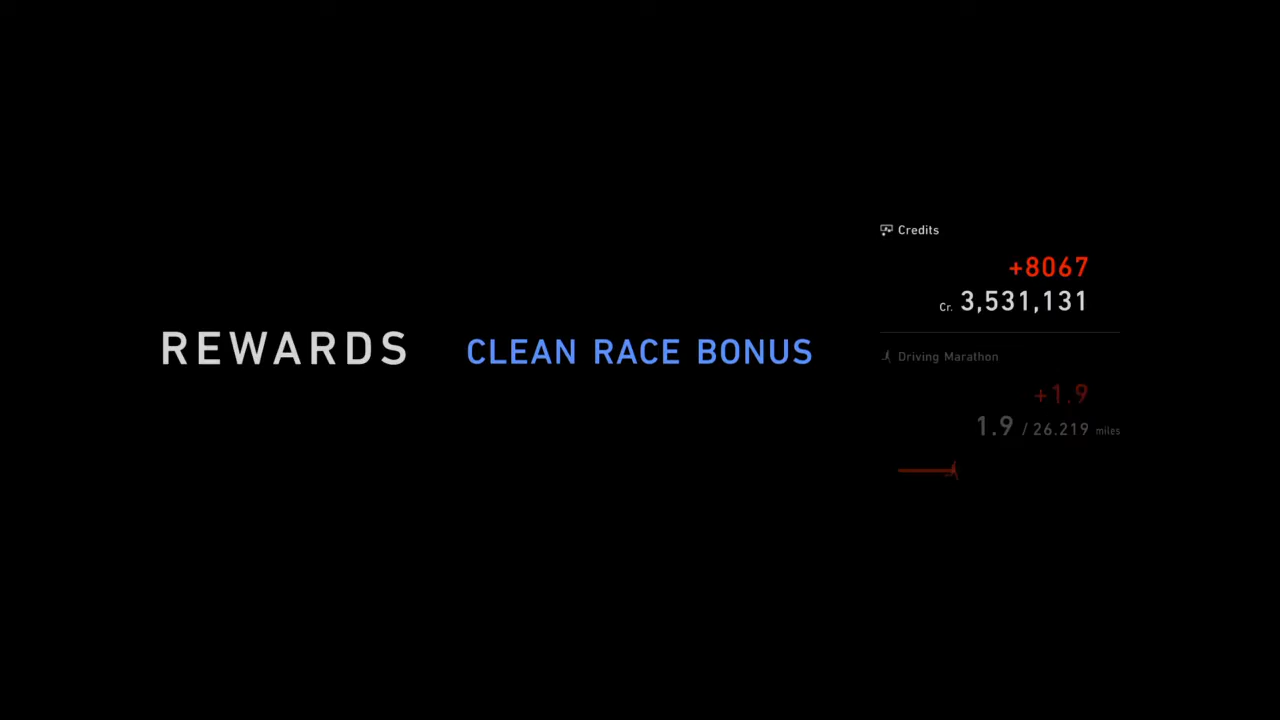 REWARDS
CLEAN RACE BONUS
Credits
+8067
Cr. 3,531,131
Driving Marathon
+1.9
1.9 / 26.219 miles